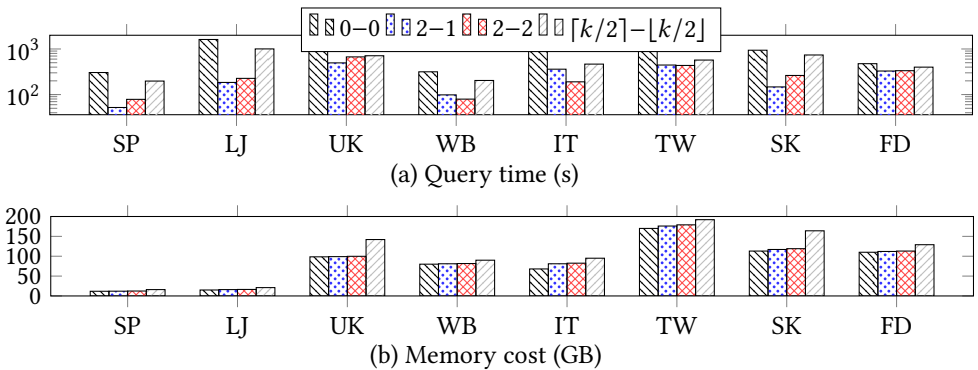 0−0 2−1 2−2 ⌈k/2⌉−⌊k/2⌋
10³
10²
SP LJ UK WB IT TW SK FD
(a) Query time (s)
200
150
100
50
0
SP LJ UK WB IT TW SK FD
(b) Memory cost (GB)